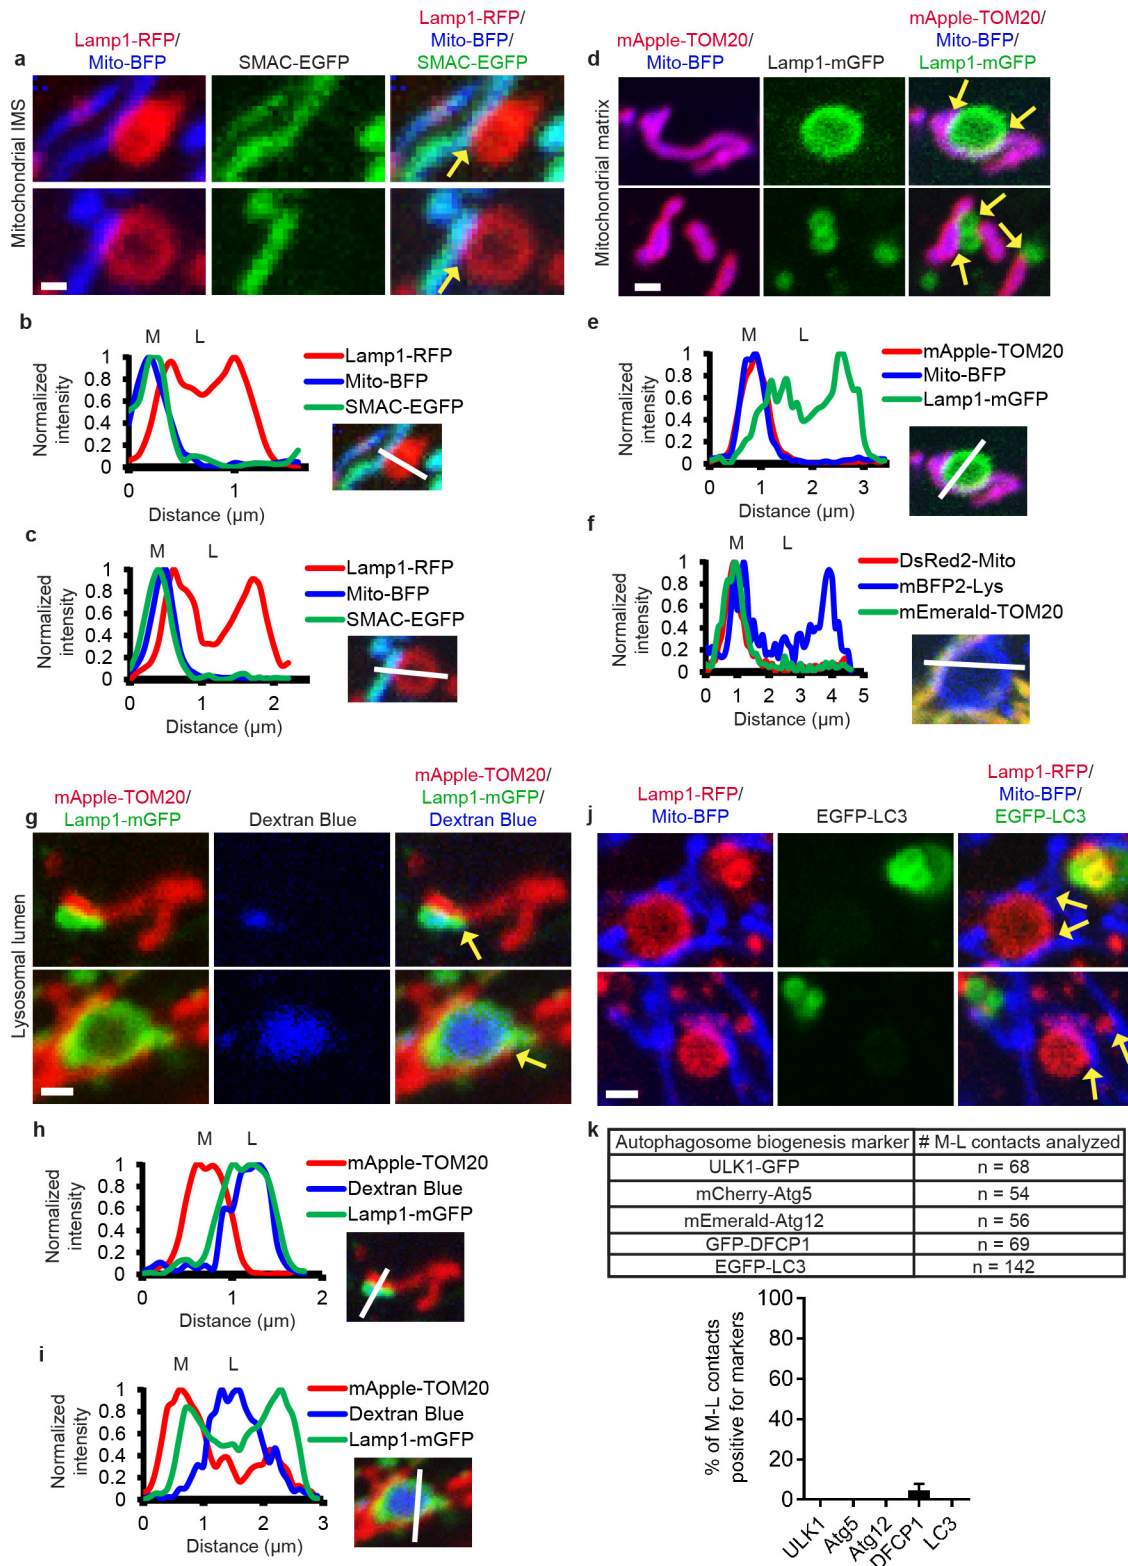 a
Lamp1-RFP/
Mito-BFP
SMAC-EGFP
Lamp1-RFP/
Mito-BFP/
SMAC-EGFP
Mitochondrial IMS
d
mApple-TOM20/
Mito-BFP
Lamp1-mGFP
mApple-TOM20/
Mito-BFP/
Lamp1-mGFP
Mitochondrial matrix
b
M L
Normalized
intensity
1
0.8
0.6
0.4
0.2
0
0 1
Distance (µm)
Lamp1-RFP
Mito-BFP
SMAC-EGFP
c
M L
Normalized
intensity
1
0.8
0.6
0.4
0.2
0
0 1 2
Distance (µm)
Lamp1-RFP
Mito-BFP
SMAC-EGFP
e
M L
Normalized
intensity
1
0.8
0.6
0.4
0.2
0
0 1 2 3
Distance (µm)
mApple-TOM20
Mito-BFP
Lamp1-mGFP
f
M L
Normalized
intensity
1
0.8
0.6
0.4
0.2
0
0 1 2 3 4 5
Distance (µm)
DsRed2-Mito
mBFP2-Lys
mEmerald-TOM20
g
mApple-TOM20/
Lamp1-mGFP
Dextran Blue
mApple-TOM20/
Lamp1-mGFP/
Dextran Blue
Lysosomal lumen
j
Lamp1-RFP/
Mito-BFP
EGFP-LC3
Lamp1-RFP/
Mito-BFP/
EGFP-LC3
h
M L
Normalized
intensity
1
0.8
0.6
0.4
0.2
0
0 1 2
Distance (µm)
mApple-TOM20
Dextran Blue
Lamp1-mGFP
i
M L
Normalized
intensity
1
0.8
0.6
0.4
0.2
0
0 1 2 3
Distance (µm)
mApple-TOM20
Dextran Blue
Lamp1-mGFP
k
Autophagosome biogenesis marker # M-L contacts analyzed
ULK1-GFP n = 68
mCherry-Atg5 n = 54
mEmerald-Atg12 n = 56
GFP-DFCP1 n = 69
EGFP-LC3 n = 142
% of M-L contacts
positive for markers
100
80
60
40
20
0
ULK1 Atg5 Atg12 DFCP1 LC3